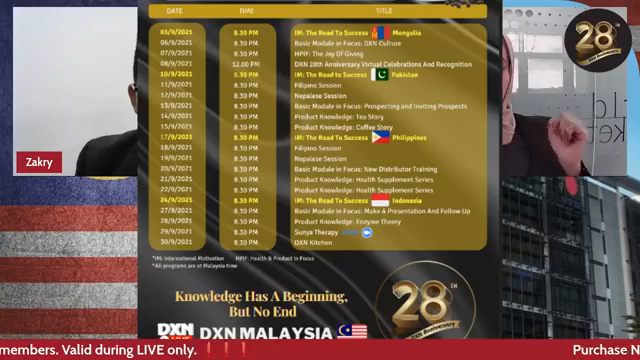 DATE TIME TITLE
03/9/2021 8.30 PM IM: The Road To Success Mongolia
06/9/2021 8.30 PM Basic Module in Focus: DXN Culture
07/9/2021 8.30 PM HPIF: The Joy Of Giving
08/9/2021 12.00 PM DXN 28th Anniversary Virtual Celebrations And Recognition
10/9/2021 8.30 PM IM: The Road to Success Pakistan
11/9/2021 8.30 PM Filipino Session
12/9/2021 8.30 PM Nepalese Session
13/9/2021 8.30 PM Basic Module in Focus: Prospecting and Inviting Prospects
14/9/2021 8.30 PM Product Knowledge: Tea Story
15/9/2021 8.30 PM Product Knowledge: Coffee Story
17/9/2021 8.30 PM IM: The Road To Success Philippines
18/9/2021 8.30 PM Filipino Session
19/9/2021 8.30 PM Nepalese Session
20/9/2021 8.30 PM Basic Module in Focus: New Distributor Training
21/9/2021 8.30 PM Product Knowledge: Health Supplement Series
22/9/2021 8.30 PM Product Knowledge: Health Supplement Series
24/9/2021 8.30 PM IM: The Road To Success Indonesia
27/9/2021 8.30 PM Basic Module in Focus: Make A Presentation And Follow Up
28/9/2021 8.30 PM Product Knowledge: Enzyme Theory
29/9/2021 8.30 PM Sunya Therapy
30/9/2021 8.30 PM DXN Kitchen
*IM: International Motivation HPIF: Health & Product In Focus
*All programs are at Malaysia time
Knowledge Has A Beginning,
But No End
DXN MALAYSIA
28TH
Anniversary
Zakry
28TH
members. Valid during LIVE only. ❗❗❗ Purchase N